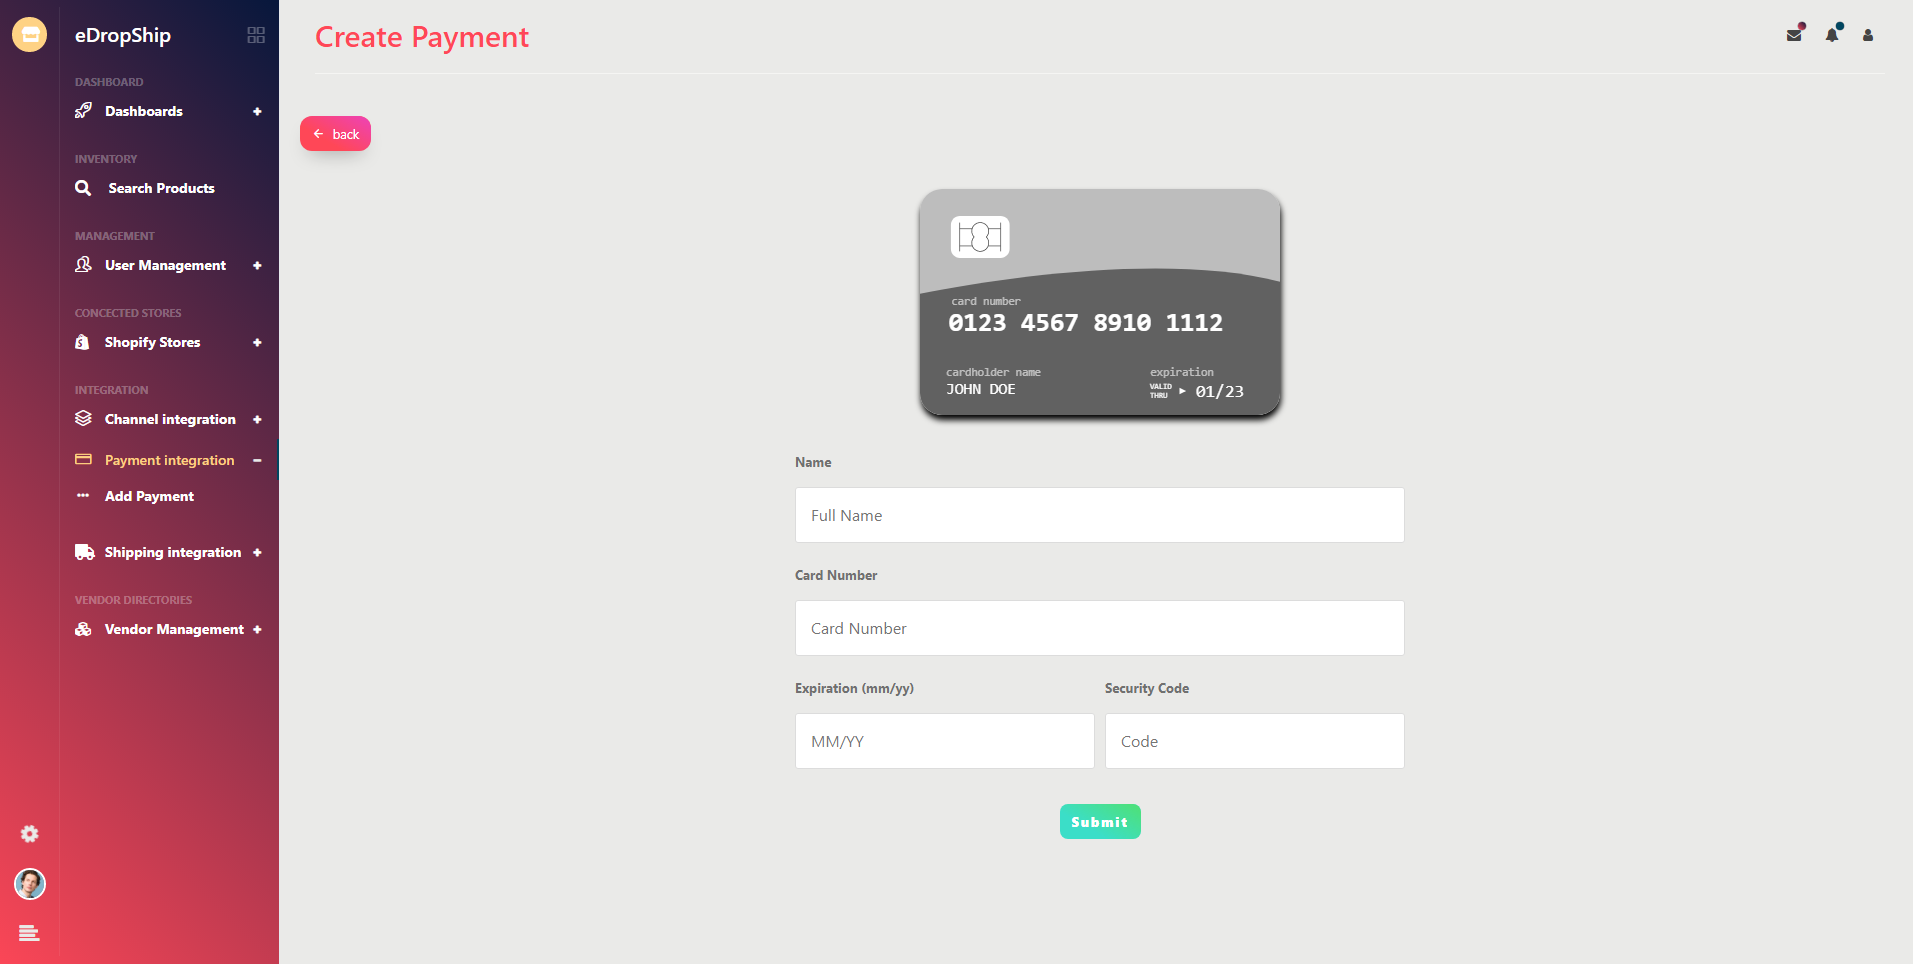 eDropShip
DASHBOARD
Dashboards
INVENTORY
Search Products
MANAGEMENT
User Management
CONCECTED STORES
Shopify Stores
INTEGRATION
Channel integration
Payment integration
Add Payment
Shipping integration
VENDOR DIRECTORIES
Vendor Management
Create Payment
back
card number
0123 4567 8910 1112
cardholder name
JOHN DOE
expiration
VALID
THRU
01/23
Name
Full Name
Card Number
Card Number
Expiration (mm/yy)
MM/YY
Security Code
Code
Submit